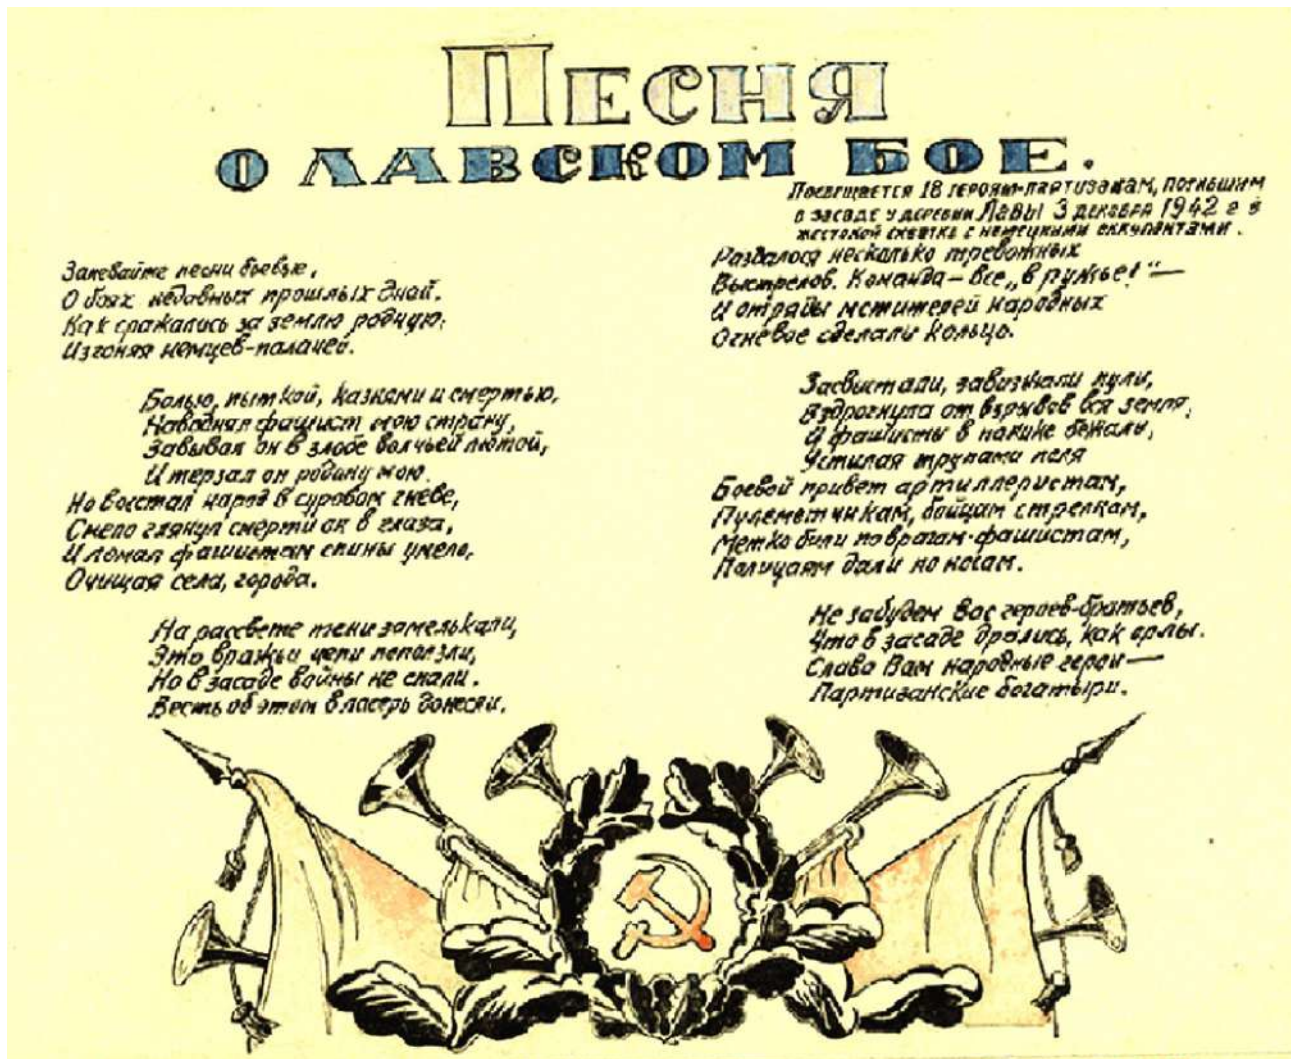 ПЕСНЯ
О ЛАВСКОМ БОЕ.
Посвящается 18 героям-партизанам, погибшим
в засаде у деревни Лавы 3 декабря 1942 г в
жестокой схватке с немецкими оккупантами.
Запевайте песни боевые,
О боях недавных прошлых дней.
Как сражались за землю родную,
Изгоняя немцев-палачей.
Болью, пыткой, казнями и смертью,
Наводнял фашист мою страну,
Завывал он в злобе волчьей лютой,
И терзал он родину мою.
Но восстал народ в суровом гневе,
Смело глянул смерти он в глаза,
И ломал фашистам спины умело,
Очищая села, города.
На рассвете тени замелькали,
Это вражьи цепи поползли,
Но в засаде войны не спали.
Весть об этом в лагерь донесли.
Раздалося несколько тревожных
Выстрелов. Команда — все „в ружье!“ —
И отряды мстителей народных
Огневое сделали кольцо.
Засвистали, завизжали пули,
Вздрогнула от взрывов вся земля,
И фашисты в панике бежали,
Устилая трупами поля
Боевой привет артиллеристам,
Пулеметчикам, бойцам стрелкам,
Метко били по врагам-фашистам,
Полицаям дали по носам.
Не забудем Вас героев-братьев,
Что в засаде дрались, как орлы.
Слава Вам народные герои —
Партизанские богатыри.